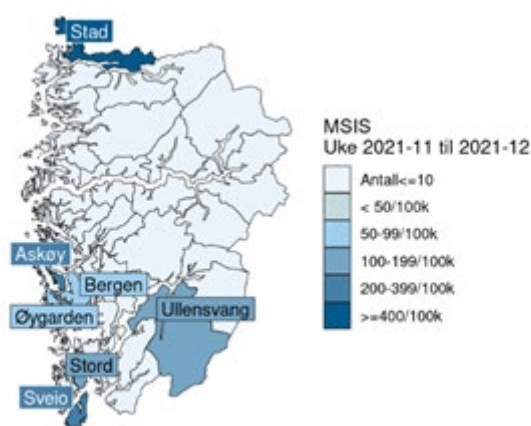 Stad
MSIS
Uke 2021-11 til 2021-12
Antall<=10
< 50/100k
50-99/100k
100-199/100k
200-399/100k
>=400/100k
Askøy
Bergen
Øygarden
Ullensvang
Stord
Sveio